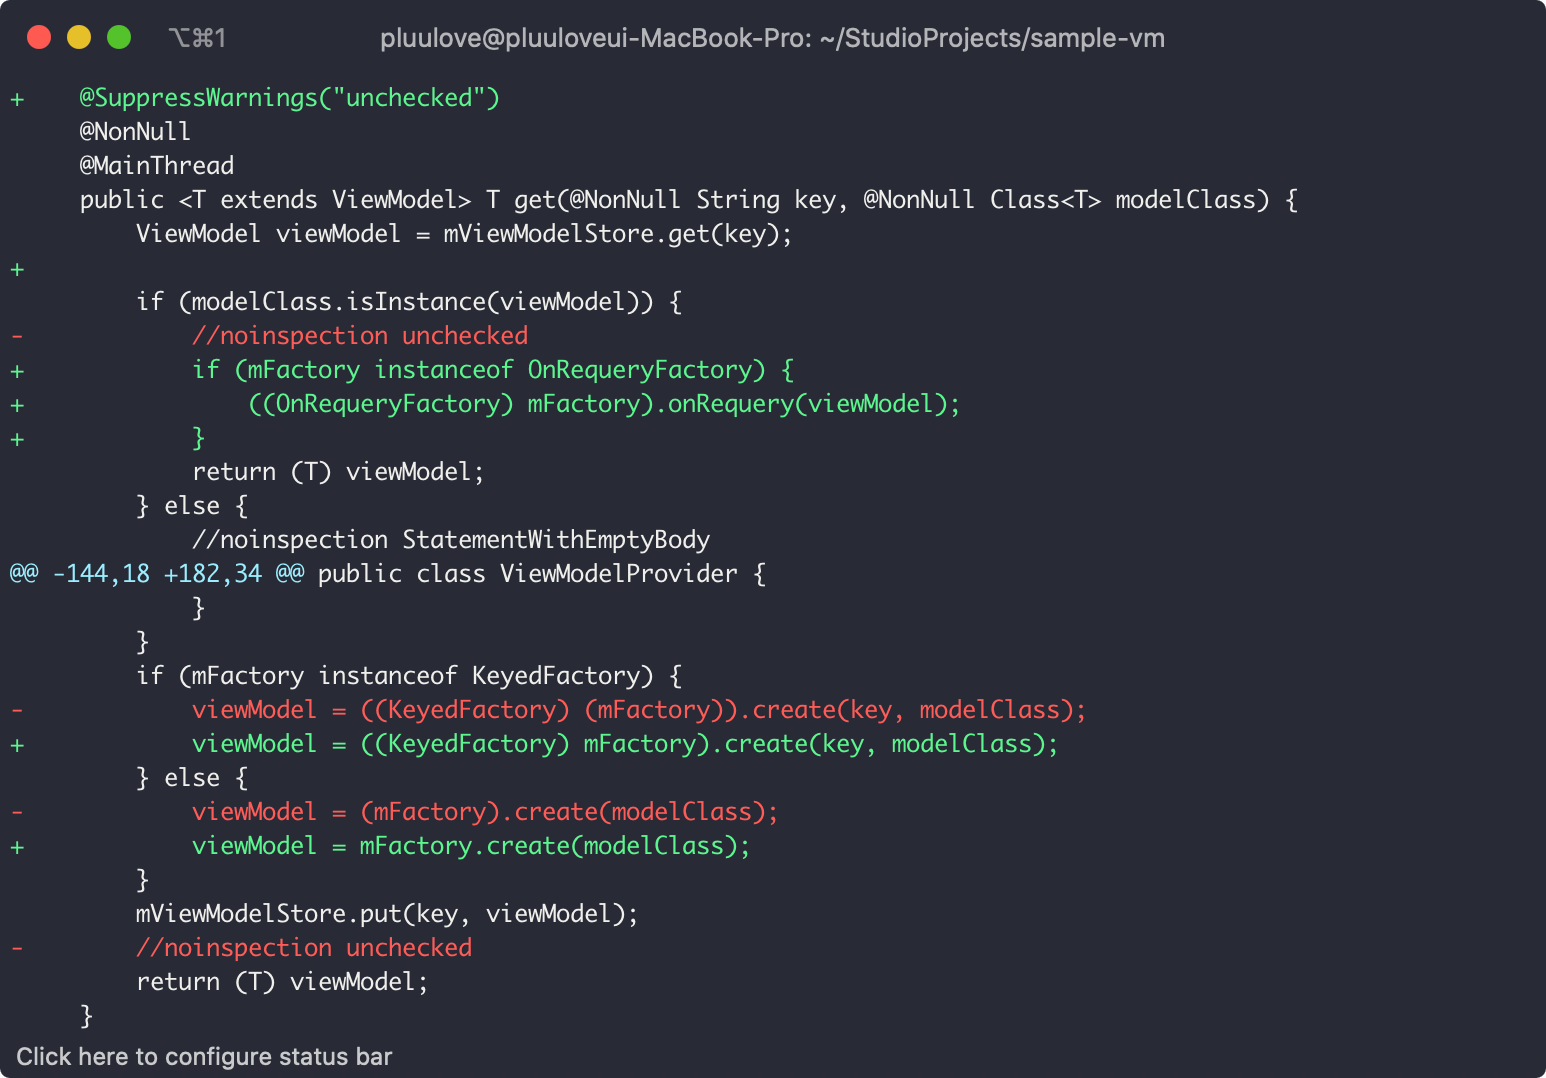 ⌥⌘1 pluulove@pluuloveui-MacBook-Pro: ~/StudioProjects/sample-vm
+    @SuppressWarnings("unchecked")
     @NonNull
     @MainThread
     public <T extends ViewModel> T get(@NonNull String key, @NonNull Class<T> modelClass) {
         ViewModel viewModel = mViewModelStore.get(key);
+
         if (modelClass.isInstance(viewModel)) {
-            //noinspection unchecked
+            if (mFactory instanceof OnRequeryFactory) {
+                ((OnRequeryFactory) mFactory).onRequery(viewModel);
+            }
             return (T) viewModel;
         } else {
             //noinspection StatementWithEmptyBody
@@ -144,18 +182,34 @@ public class ViewModelProvider {
             }
         }
         if (mFactory instanceof KeyedFactory) {
-            viewModel = ((KeyedFactory) (mFactory)).create(key, modelClass);
+            viewModel = ((KeyedFactory) mFactory).create(key, modelClass);
         } else {
-            viewModel = (mFactory).create(modelClass);
+            viewModel = mFactory.create(modelClass);
         }
         mViewModelStore.put(key, viewModel);
-        //noinspection unchecked
         return (T) viewModel;
     }
Click here to configure status bar